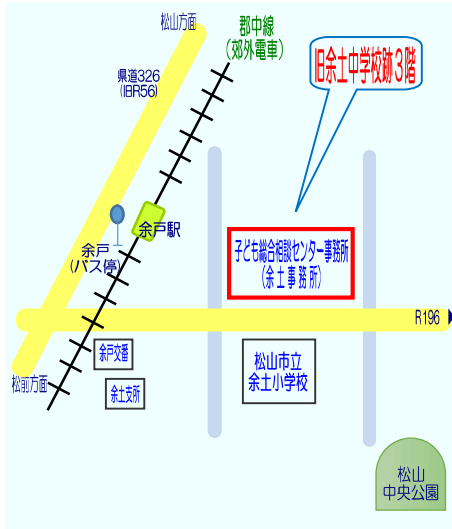 松山方面
郡中線
(郊外電車)
県道326
(旧R56)
旧余土中学校跡3階
余戸駅
余戸
(バス停)
子ども総合相談センター事務所
(余土事務所)
R196
余戸交番
松山市立
余土小学校
松前方面
余土支所
松山
中央公園